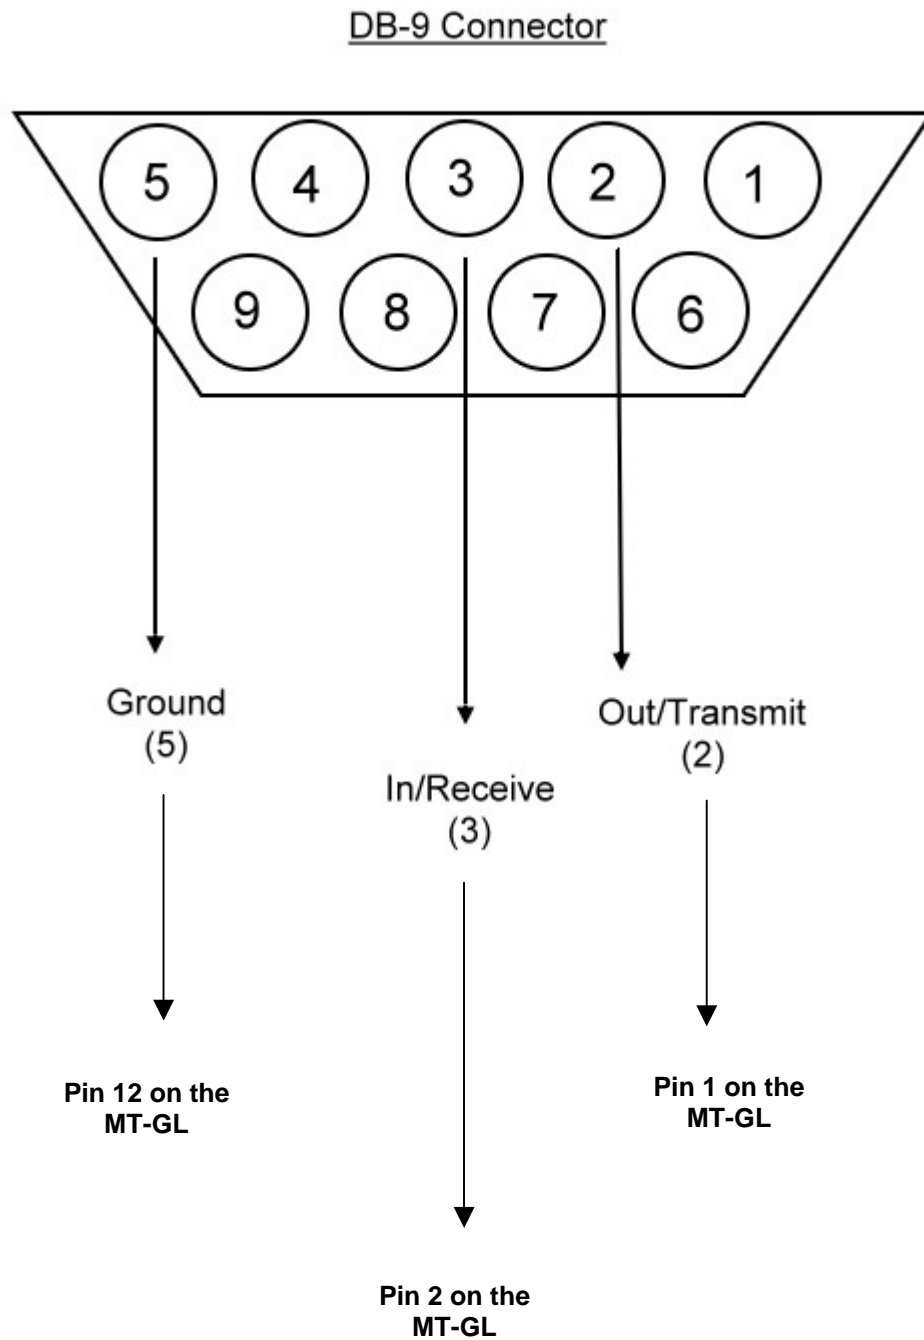 DB-9 Connector
5 4 3 2 1
9 8 7 6
Ground
(5)
Out/Transmit
(2)
In/Receive
(3)
Pin 12 on the
MT-GL
Pin 1 on the
MT-GL
Pin 2 on the
MT-GL